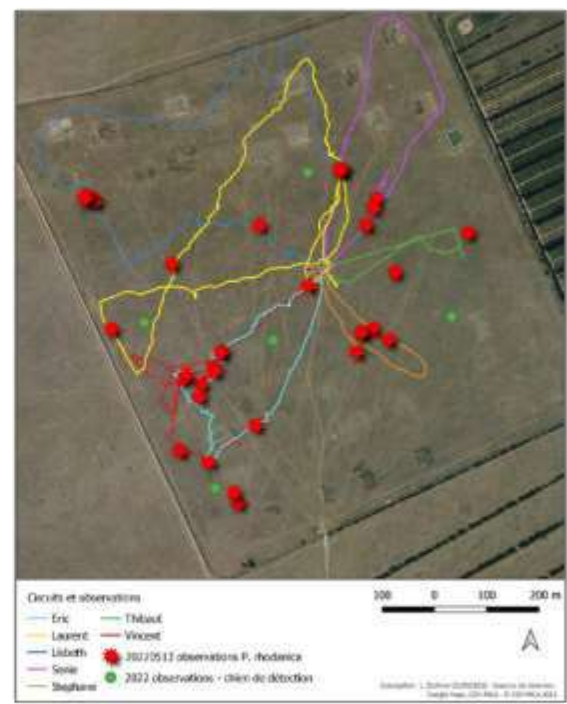 Circuits et observations
Eric
Laurent
Lisbeth
Sonia
Stephane
Thibaut
Vincent
20220512 observations P. rhodanica
2022 observations - chien de détection
100 0 100 200 m